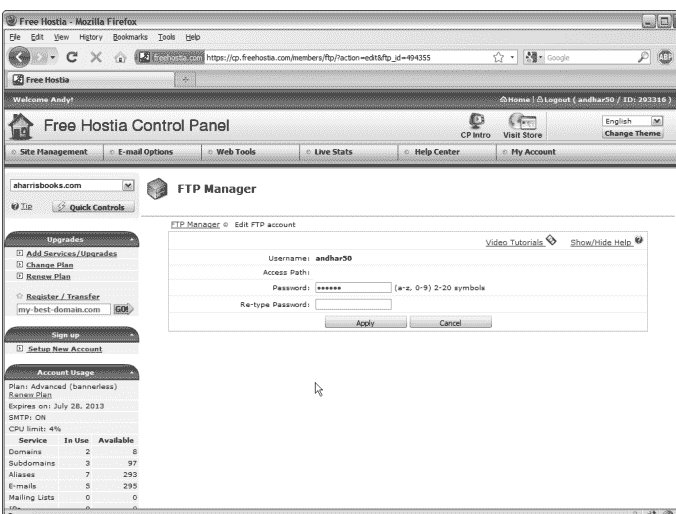 Free Hostia - Mozilla Firefox
File Edit View History Bookmarks Tools Help
freehostia.com https://cp.freehostia.com/members/ftp/?action=edit&ftp_id=494355
Google
ABP
Free Hostia
Welcome Andy!
Home | Logout ( andhar50 / ID: 293316 )
Free Hostia Control Panel
CP Intro
Visit Store
English
Change Theme
Site Management
E-mail Options
Web Tools
Live Stats
Help Center
My Account
aharrisbooks.com
Tip
Quick Controls
FTP Manager
FTP Manager Edit FTP account
Video Tutorials
Show/Hide Help
Username: andhar50
Access Path:
Password: •••••• (a-z, 0-9) 2-20 symbols
Re-type Password:
Apply
Cancel
Upgrades
Add Services/Upgrades
Change Plan
Renew Plan
Register / Transfer
my-best-domain.com GO!
Sign up
Setup New Account
Account Usage
Plan: Advanced (bannerless)
Renew Plan
Expires on: July 28, 2013
SMTP: ON
CPU limit: 4%
Service In Use Available
Domains 2 8
Subdomains 3 97
Aliases 7 293
E-mails 5 295
Mailing Lists 0 0